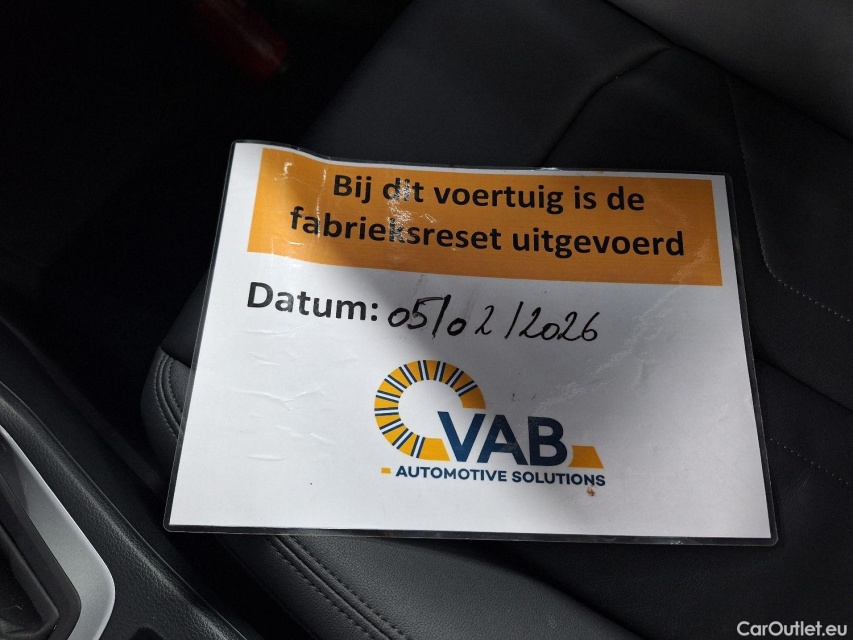 Bij dit voertuig is de
fabrieksreset uitgevoerd
Datum: 05/02/2026
VAB
AUTOMOTIVE SOLUTIONS
CarOutlet.eu